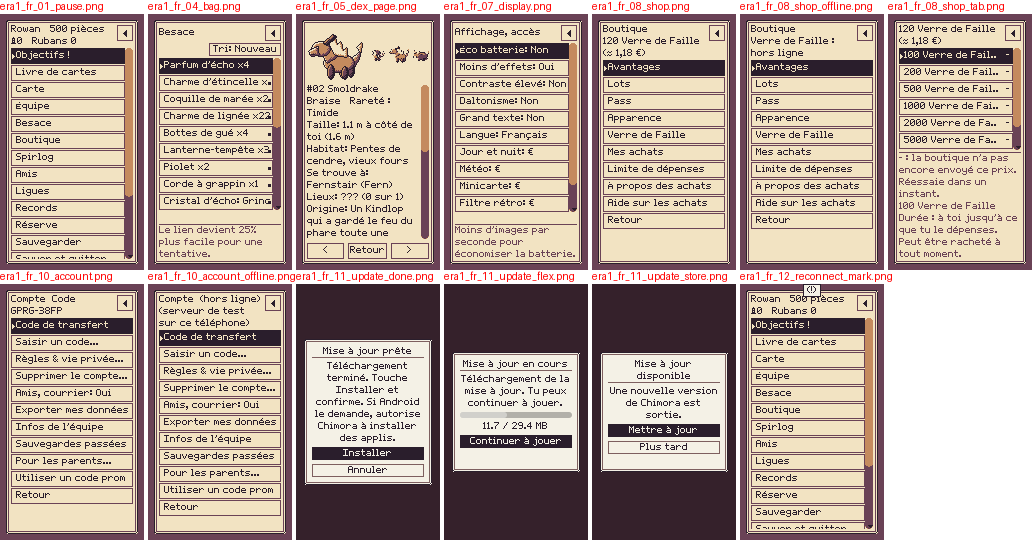 era1_fr_01_pause.png
Rowan 500 pièces
10 Rubans 0
Objectifs !
Livre de cartes
Carte
Équipe
Besace
Boutique
Spirlog
Amis
Ligues
Records
Réserve
Sauvegarder
Sauver et quitter
era1_fr_04_bag.png
Besace
Tri: Nouveau
Parfum d'écho x4
Charme d'étincelle x
Coquille de marée x2
Charme de lignée x22
Bottes de gué x4
Lanterne-tempête x3
Piolet x2
Corde à grappin x1
Cristal d'écho: Grinc
Le lien devient 25%
plus facile pour une
tentative.
era1_fr_05_dex_page.png
#02 Smoldrake
Braise Rareté :
Timide
Taille: 1.1 m à côté de
toi (1.6 m)
Habitat: Pentes de
cendre, vieux fours
Se trouve à:
Fernstair (Fern)
Lieux: ??? (0 sur 1)
Origine: Un Kindlop
qui a gardé le feu du
phare toute une
< Retour >
era1_fr_07_display.png
Affichage, accès
Éco batterie: Non
Moins d'effets: Oui
Contraste élevé: Non
Daltonisme: Non
Grand texte: Non
Langue: Français
Jour et nuit: €
Météo: €
Minicarte: €
Filtre rétro: €
Moins d'images par
seconde pour
économiser la batterie.
era1_fr_08_shop.png
Boutique
120 Verre de Faille
(≈ 1,18 €)
Avantages
Lots
Pass
Apparence
Verre de Faille
Mes achats
Limite de dépenses
À propos des achats
Aide sur les achats
Retour
era1_fr_08_shop_offline.png
Boutique
Verre de Faille :
hors ligne
Avantages
Lots
Pass
Apparence
Verre de Faille
Mes achats
Limite de dépenses
À propos des achats
Aide sur les achats
Retour
era1_fr_08_shop_tab.png
120 Verre de Faille
(≈ 1,18 €)
100 Verre de Fail.. -
200 Verre de Fail.. -
500 Verre de Fail.. -
1000 Verre de Fai.. -
2000 Verre de Fa.. -
5000 Verre de Fa.. -
- : la boutique n'a pas
encore envoyé ce prix.
Réessaie dans un
instant.
100 Verre de Faille
Durée : à toi jusqu'à ce
que tu le dépenses.
Peut être racheté à
tout moment.
era1_fr_10_account.png
Compte Code
GPRG-38FP
Code de transfert
Saisir un code...
Règles & vie privée...
Supprimer le compte...
Amis, courrier: Oui
Exporter mes données
Infos de l'équipe
Sauvegardes passées
Pour les parents...
Utiliser un code prom
Retour
era1_fr_10_account_offline.png
Compte (hors ligne)
(serveur de test
sur ce téléphone)
Code de transfert
Saisir un code...
Règles & vie privée...
Supprimer le compte...
Amis, courrier: Oui
Exporter mes données
Infos de l'équipe
Sauvegardes passées
Pour les parents...
Utiliser un code prom
Retour
era1_fr_11_update_done.png
Mise à jour prête
Téléchargement
terminé. Touche
Installer et
confirme. Si Android
le demande, autorise
Chimora à installer
des applis.
Installer
Annuler
era1_fr_11_update_flex.png
Mise à jour en cours
Téléchargement de la
mise à jour. Tu peux
continuer à jouer.
11.7 / 29.4 MB
Continuer à jouer
era1_fr_11_update_store.png
Mise à jour
disponible
Une nouvelle version
de Chimora est
sortie.
Mettre à jour
Plus tard
era1_fr_12_reconnect_mark.png
(!)
Rowan 500 pièces
10 Rubans 0
Objectifs !
Livre de cartes
Carte
Équipe
Besace
Boutique
Spirlog
Amis
Ligues
Records
Réserve
Sauvegarder